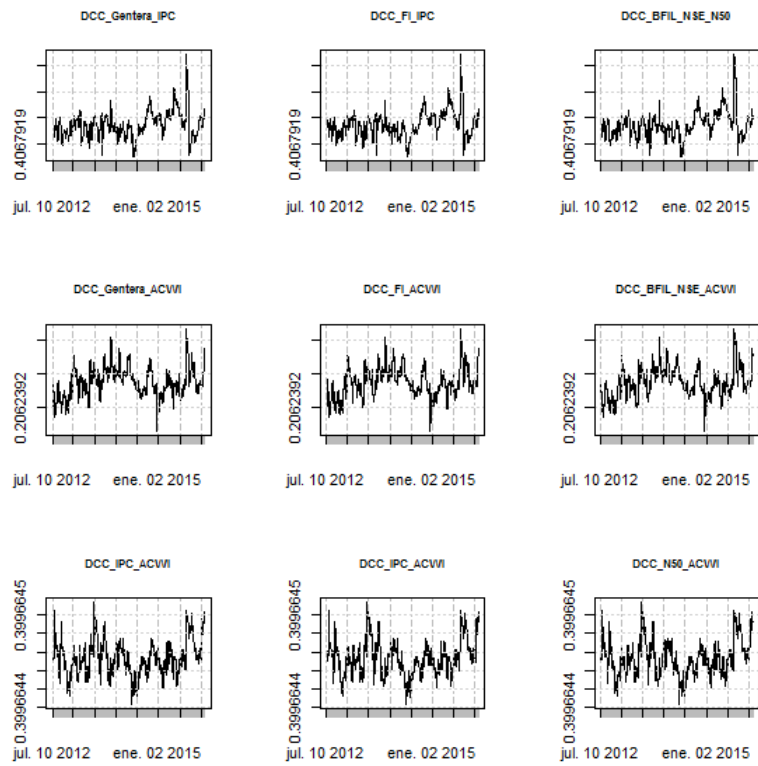 DCC_Gentera_IPC
DCC_FI_IPC
DCC_BFIL_NSE_N50
0.4067919
0.4067919
0.4067919
jul. 10 2012 ene. 02 2015
jul. 10 2012 ene. 02 2015
jul. 10 2012 ene. 02 2015
DCC_Gentera_ACWI
DCC_FI_ACWI
DCC_BFIL_NSE_ACWI
0.2062392
0.2062392
0.2062392
jul. 10 2012 ene. 02 2015
jul. 10 2012 ene. 02 2015
jul. 10 2012 ene. 02 2015
DCC_IPC_ACWI
DCC_IPC_ACWI
DCC_N50_ACWI
0.3996644 0.3996645
0.3996644 0.3996645
0.3996644 0.3996645
jul. 10 2012 ene. 02 2015
jul. 10 2012 ene. 02 2015
jul. 10 2012 ene. 02 2015